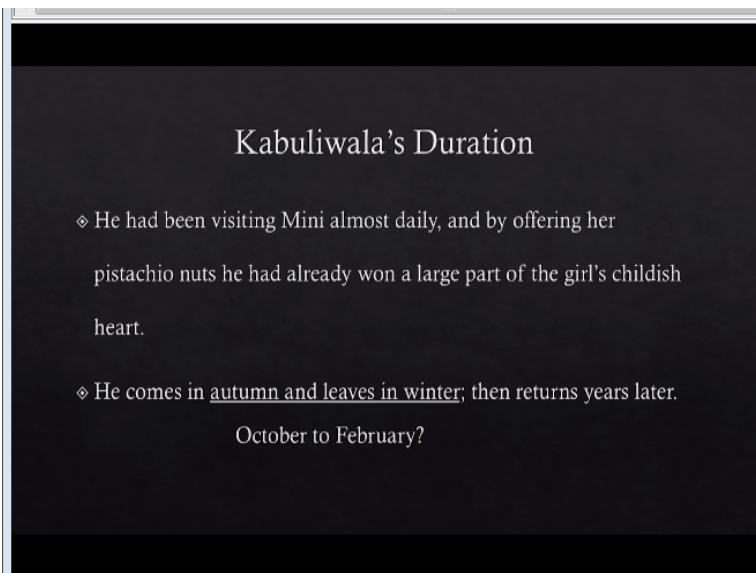 Kabuliwala’s Duration
He had been visiting Mini almost daily, and by offering her
pistachio nuts he had already won a large part of the girl’s childish
heart.
He comes in autumn and leaves in winter; then returns years later.
October to February?